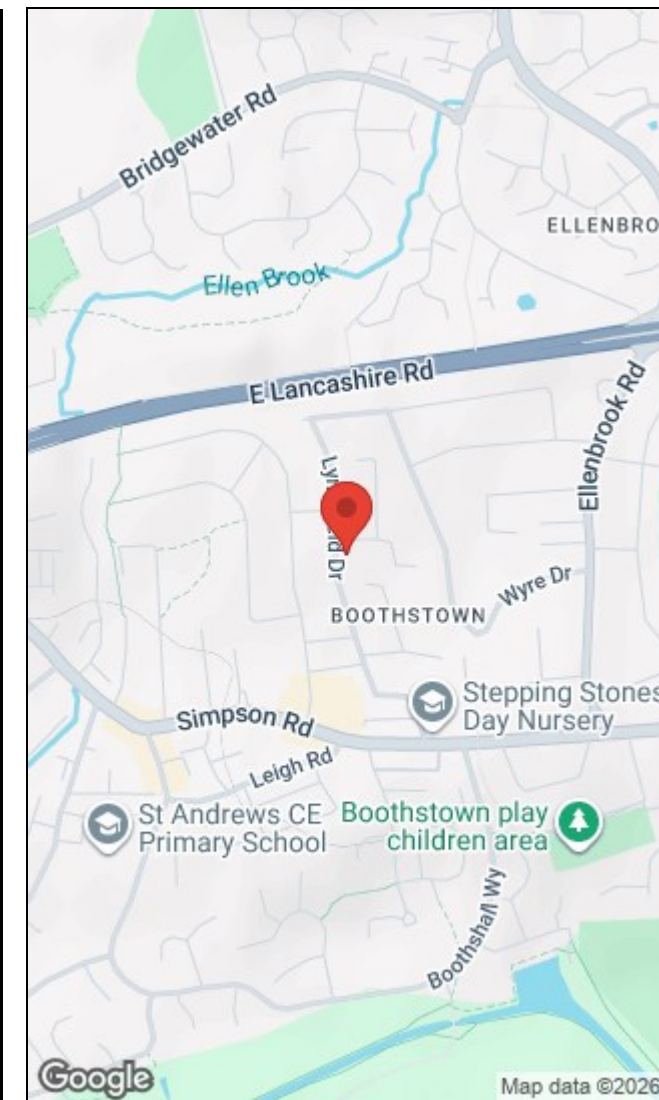 Bridgewater Rd
ELLENBRO
Ellen Brook
E Lancashire Rd
Ellenbrook Rd
Wyre Dr
BOOTHSTOWN
Stepping Stones
Day Nursery
Simpson Rd
Leigh Rd
St Andrews CE
Primary School
Boothstown play
children area
Boothshall Wy
Google
Map data ©2026